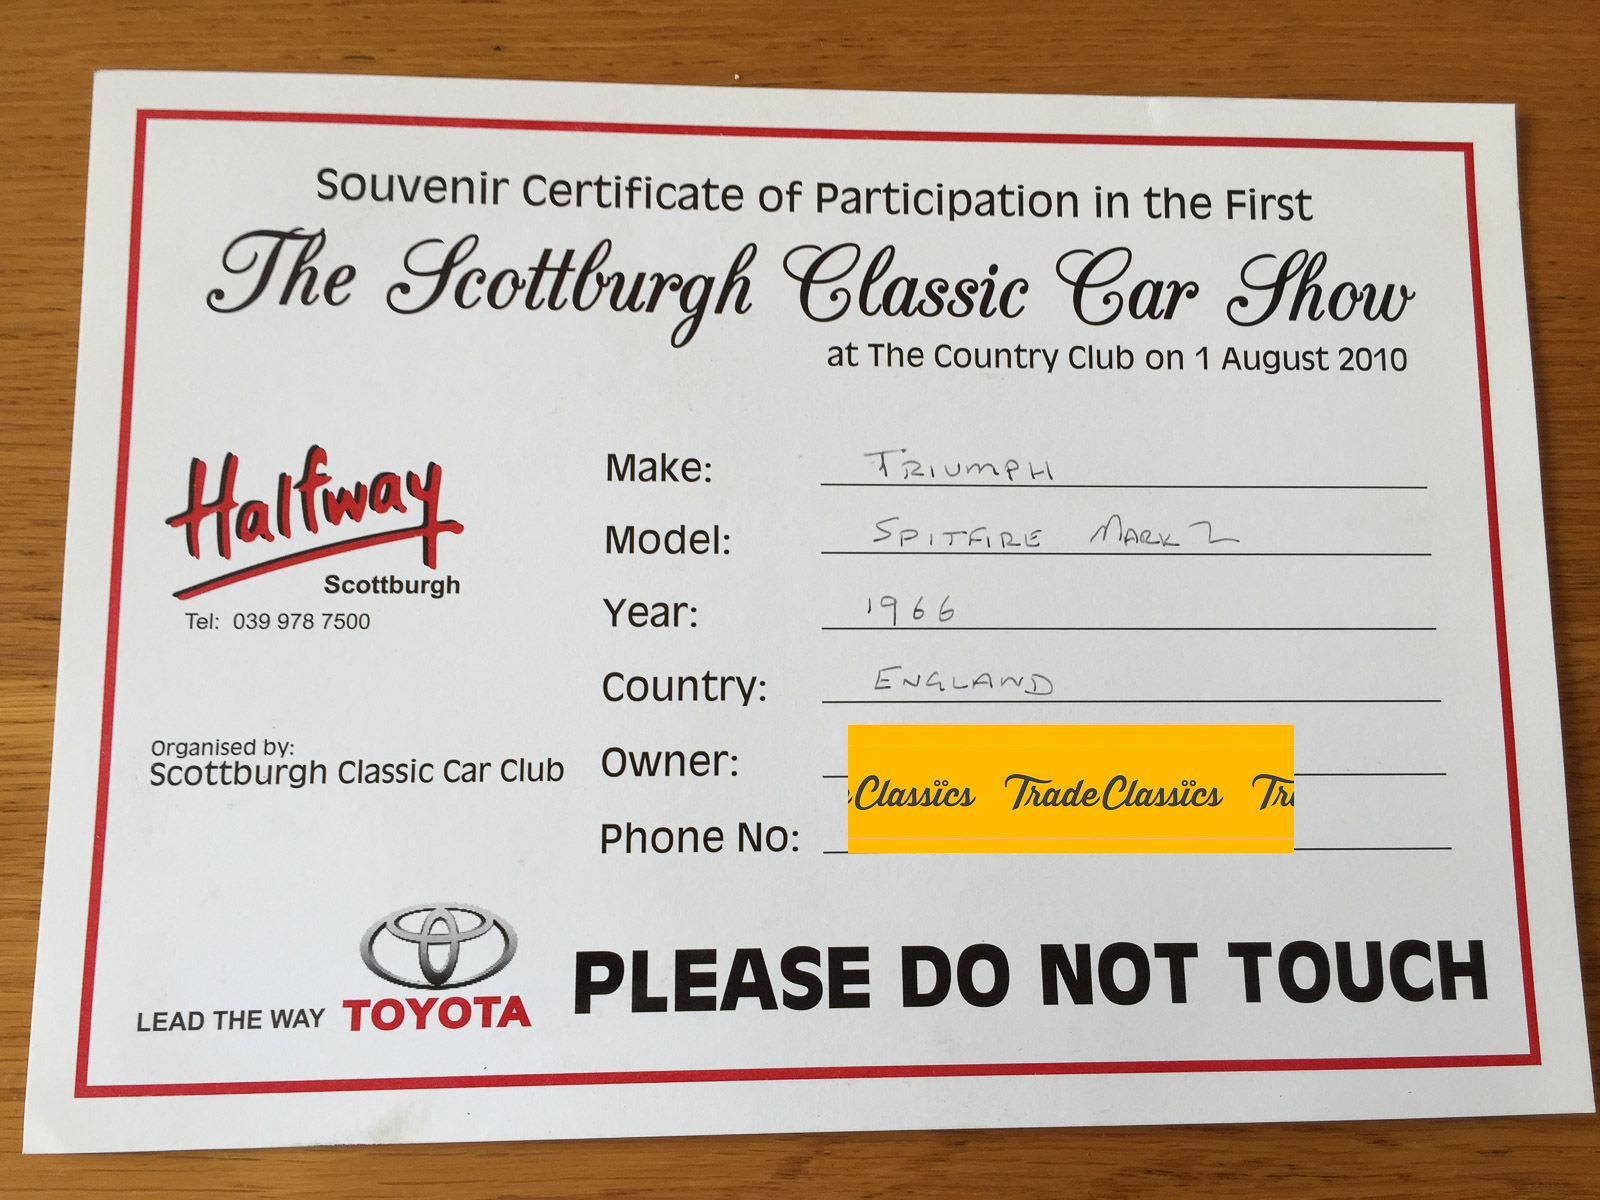 Souvenir Certificate of Participation in the First
The Scottburgh Classic Car Show
at The Country Club on 1 August 2010
Halfway
Scottburgh
Tel: 039 978 7500
Make: TRIUMPH
Model: SPITFIRE MARK 2
Year: 1966
Country: ENGLAND
Organised by:
Scottburgh Classic Car Club
Owner:
Classics TradeClassics Tr
Phone No:
LEAD THE WAY TOYOTA
PLEASE DO NOT TOUCH